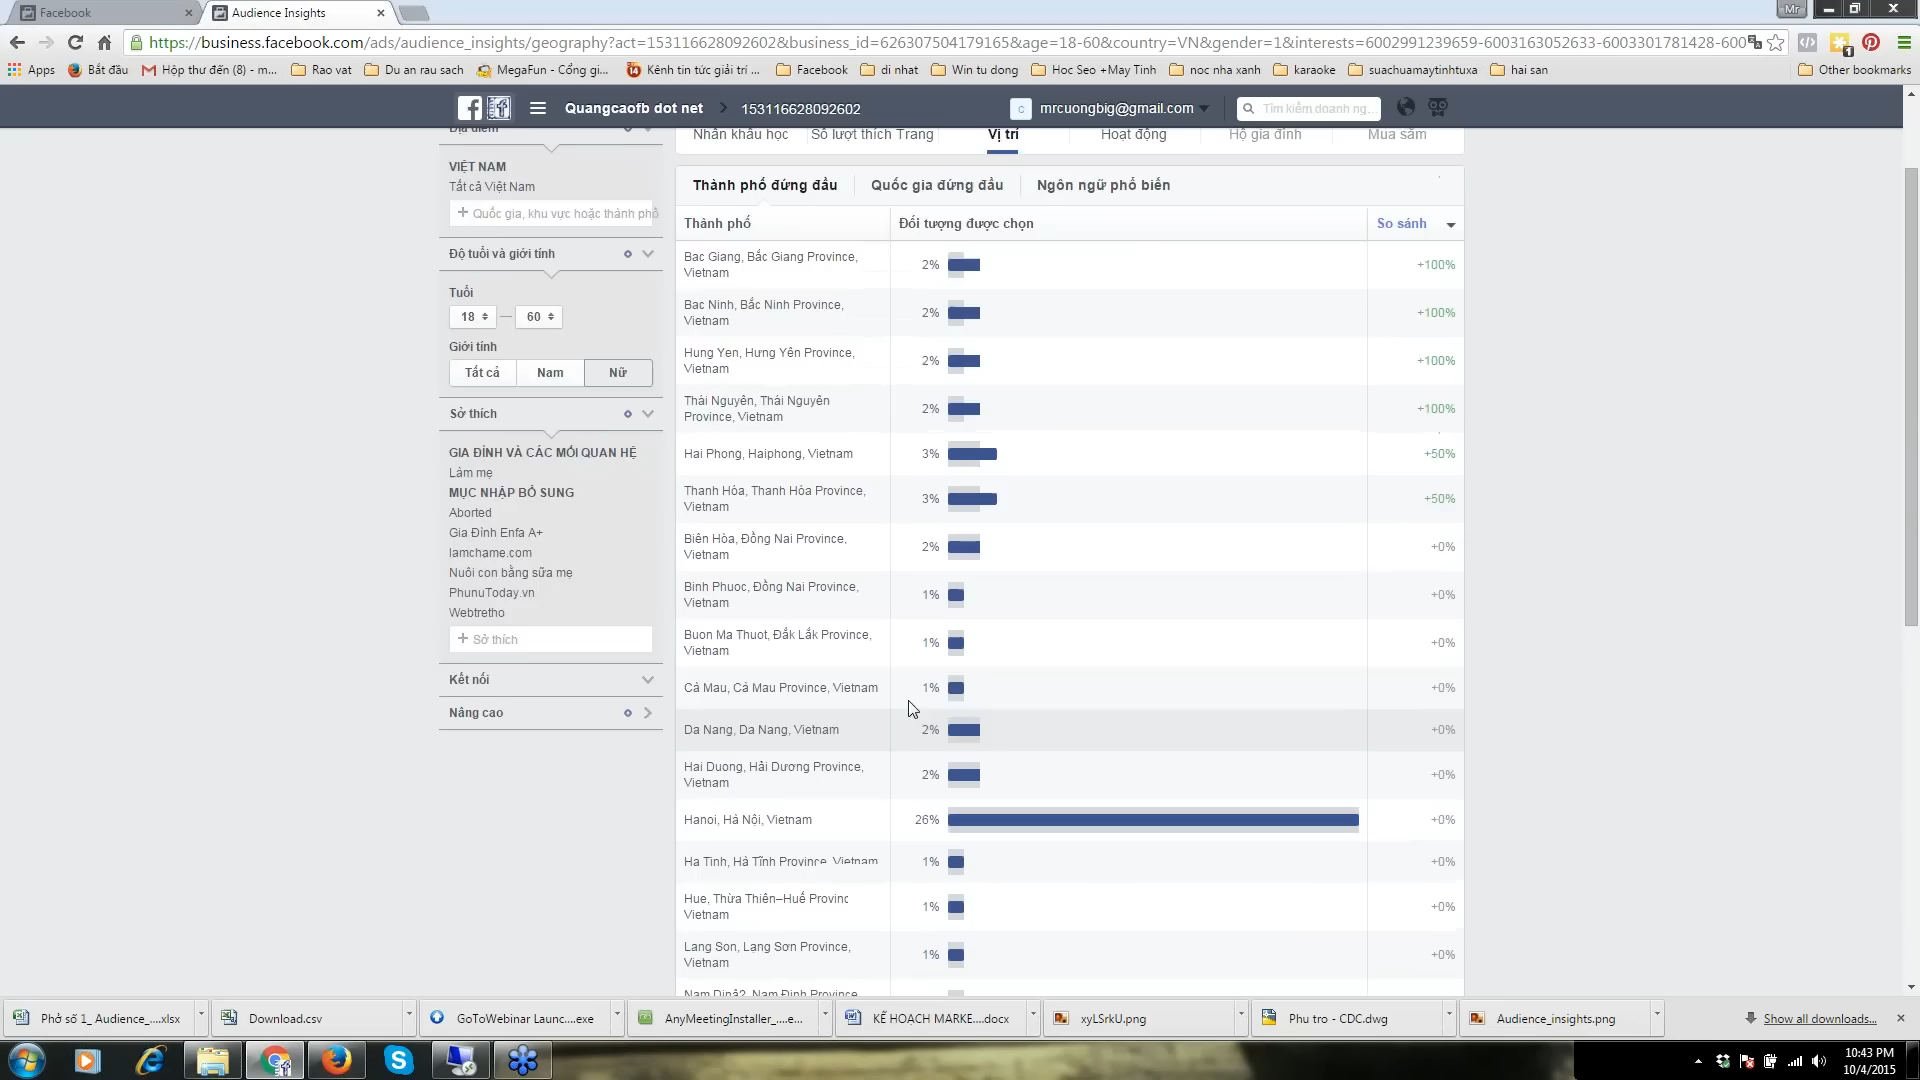 Facebook
Audience Insights
Mr
https://business.facebook.com/ads/audience_insights/geography?act=153116628092602&business_id=626307504179165&age=18-60&country=VN&gender=1&interests=6002991239659-6003163052633-6003301781428-600
Apps
Bắt đầu
Hộp thư đến (8) - m...
Rao vat
Du an rau sach
MegaFun - Cổng gi...
Kênh tin tức giải trí ...
Facebook
di nhat
Win tu dong
Hoc Seo +May Tinh
noc nha xanh
karaoke
suachuamaytinhtuxa
hai san
Other bookmarks
Quangcaofb dot net
153116628092602
mrcuongbig@gmail.com
Tìm kiếm doanh ng...
Địa điểm
VIỆT NAM
Tất cả Việt Nam
+ Quốc gia, khu vực hoặc thành phố
Độ tuổi và giới tính
Tuổi
18 — 60
Giới tính
Tất cả
Nam
Nữ
Sở thích
GIA ĐÌNH VÀ CÁC MỐI QUAN HỆ
Làm mẹ
MỤC NHẬP BỔ SUNG
Aborted
Gia Đình Enfa A+
lamchame.com
Nuôi con bằng sữa mẹ
PhunuToday.vn
Webtretho
+ Sở thích
Kết nối
Nâng cao
Nhân khẩu học
Số lượt thích Trang
Vị trí
Hoạt động
Hộ gia đình
Mua sắm
Thành phố đứng đầu
Quốc gia đứng đầu
Ngôn ngữ phổ biến
Thành phố
Đối tượng được chọn
So sánh
Bac Giang, Bắc Giang Province,
Vietnam
2%
+100%
Bac Ninh, Bắc Ninh Province,
Vietnam
2%
+100%
Hung Yen, Hưng Yên Province,
Vietnam
2%
+100%
Thái Nguyên, Thái Nguyên
Province, Vietnam
2%
+100%
Hai Phong, Haiphong, Vietnam
3%
+50%
Thanh Hóa, Thanh Hóa Province,
Vietnam
3%
+50%
Biên Hòa, Đồng Nai Province,
Vietnam
2%
+0%
Binh Phuoc, Đồng Nai Province,
Vietnam
1%
+0%
Buon Ma Thuot, Đắk Lắk Province,
Vietnam
1%
+0%
Cà Mau, Cà Mau Province, Vietnam
1%
+0%
Da Nang, Da Nang, Vietnam
2%
+0%
Hai Duong, Hải Dương Province,
Vietnam
2%
+0%
Hanoi, Hà Nội, Vietnam
26%
+0%
Ha Tinh, Hà Tĩnh Province, Vietnam
1%
+0%
Hue, Thừa Thiên–Huế Provinc
Vietnam
1%
+0%
Lang Son, Lạng Sơn Province,
Vietnam
1%
+0%
Phở số 1_ Audience_....xlsx
Download.csv
GoToWebinar Launc....exe
AnyMeetingInstaller_....e...
KẾ HOẠCH MARKE....docx
xyLSrkU.png
Phu tro - CDC.dwg
Audience_insights.png
Show all downloads...
10:43 PM
10/4/2015